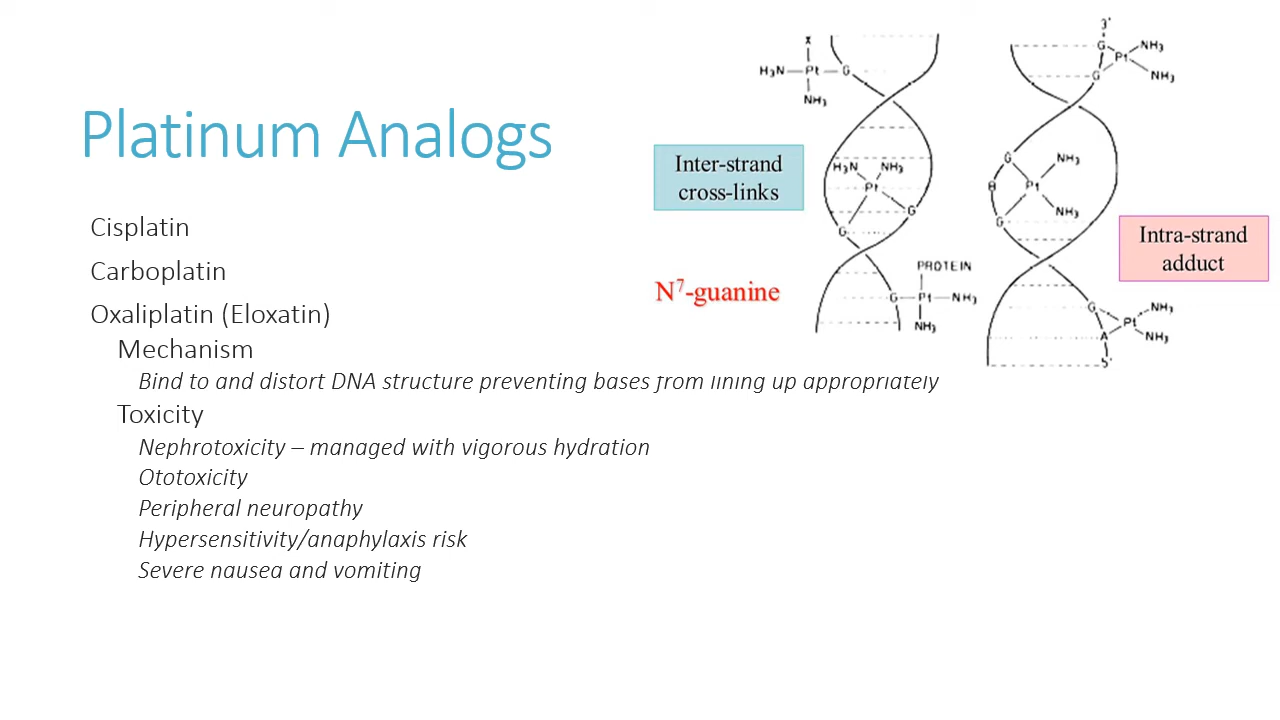 Platinum Analogs
Cisplatin
Carboplatin
Oxaliplatin (Eloxatin)
Mechanism
Bind to and distort DNA structure preventing bases from lining up appropriately
Toxicity
Nephrotoxicity – managed with vigorous hydration
Ototoxicity
Peripheral neuropathy
Hypersensitivity/anaphylaxis risk
Severe nausea and vomiting
Inter-strand
cross-links
N⁷-guanine
X
H₃N—Pt—G
NH₃
H₃N NH₃
Pt
G
G
PROTEIN
G—Pt—NH₃
NH₃
3'
G NH₃
Pt
G NH₃
G NH₃
A Pt
G NH₃
Intra-strand
adduct
G NH₃
Pt
A NH₃
5'